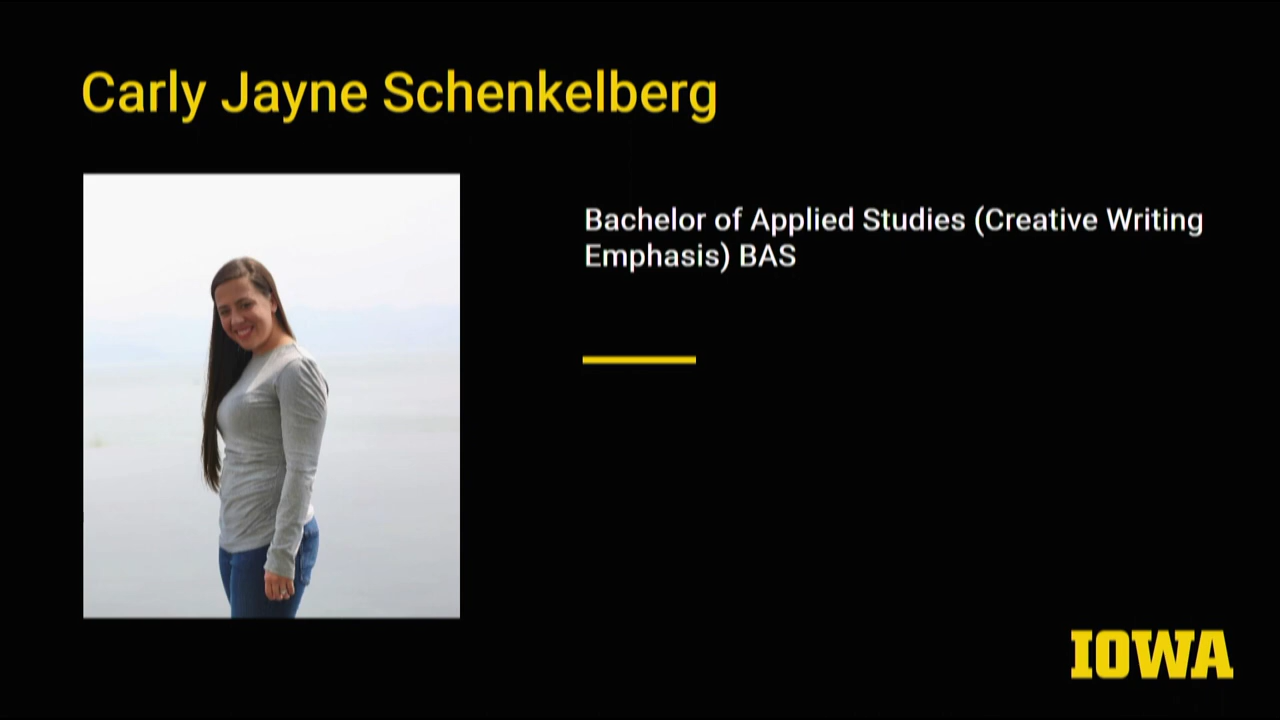 Carly Jayne Schenkelberg
Bachelor of Applied Studies (Creative Writing
Emphasis) BAS
IOWA